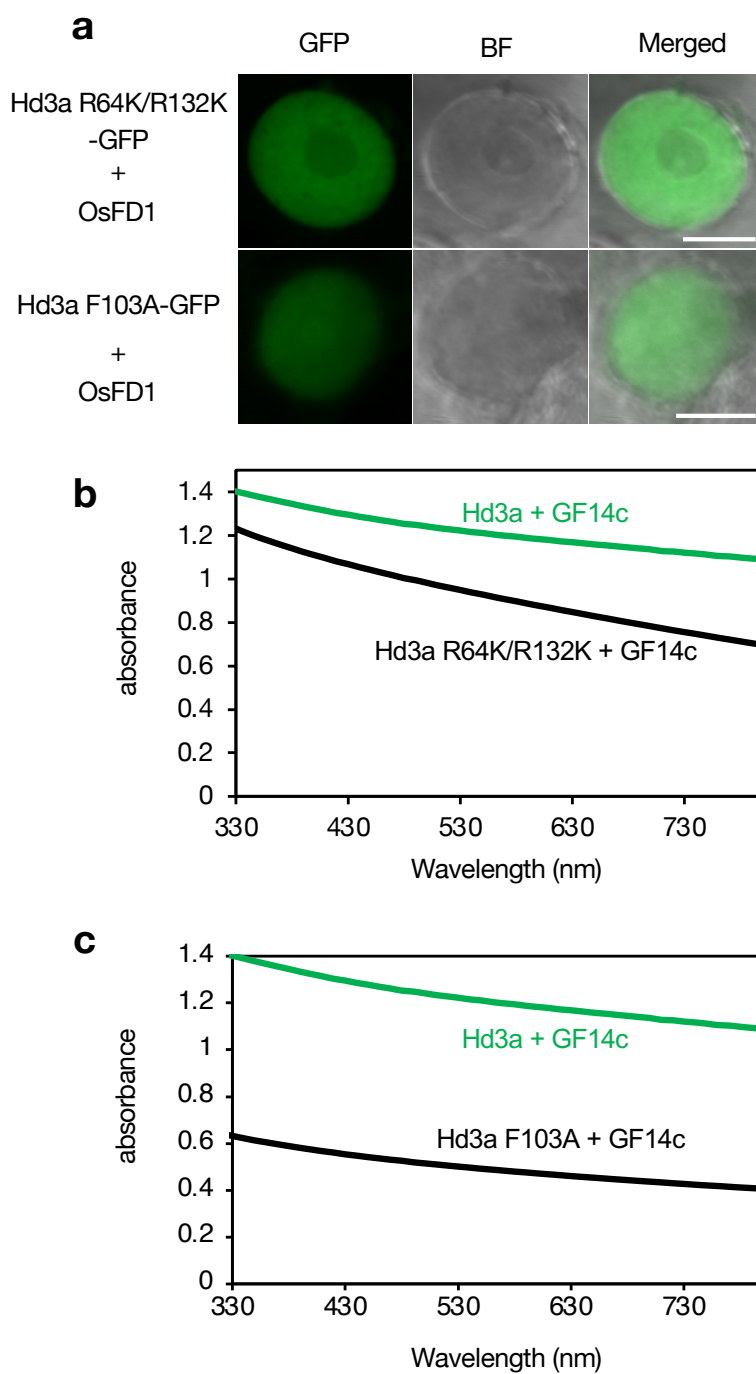 a
GFP
BF
Merged
Hd3a R64K/R132K
-GFP
+
OsFD1
Hd3a F103A-GFP
+
OsFD1
b
absorbance
1.4
1.2
1
0.8
0.6
0.4
0.2
0
Hd3a + GF14c
Hd3a R64K/R132K + GF14c
330 430 530 630 730
Wavelength (nm)
c
absorbance
1.4
1.2
1
0.8
0.6
0.4
0.2
0
Hd3a + GF14c
Hd3a F103A + GF14c
330 430 530 630 730
Wavelength (nm)